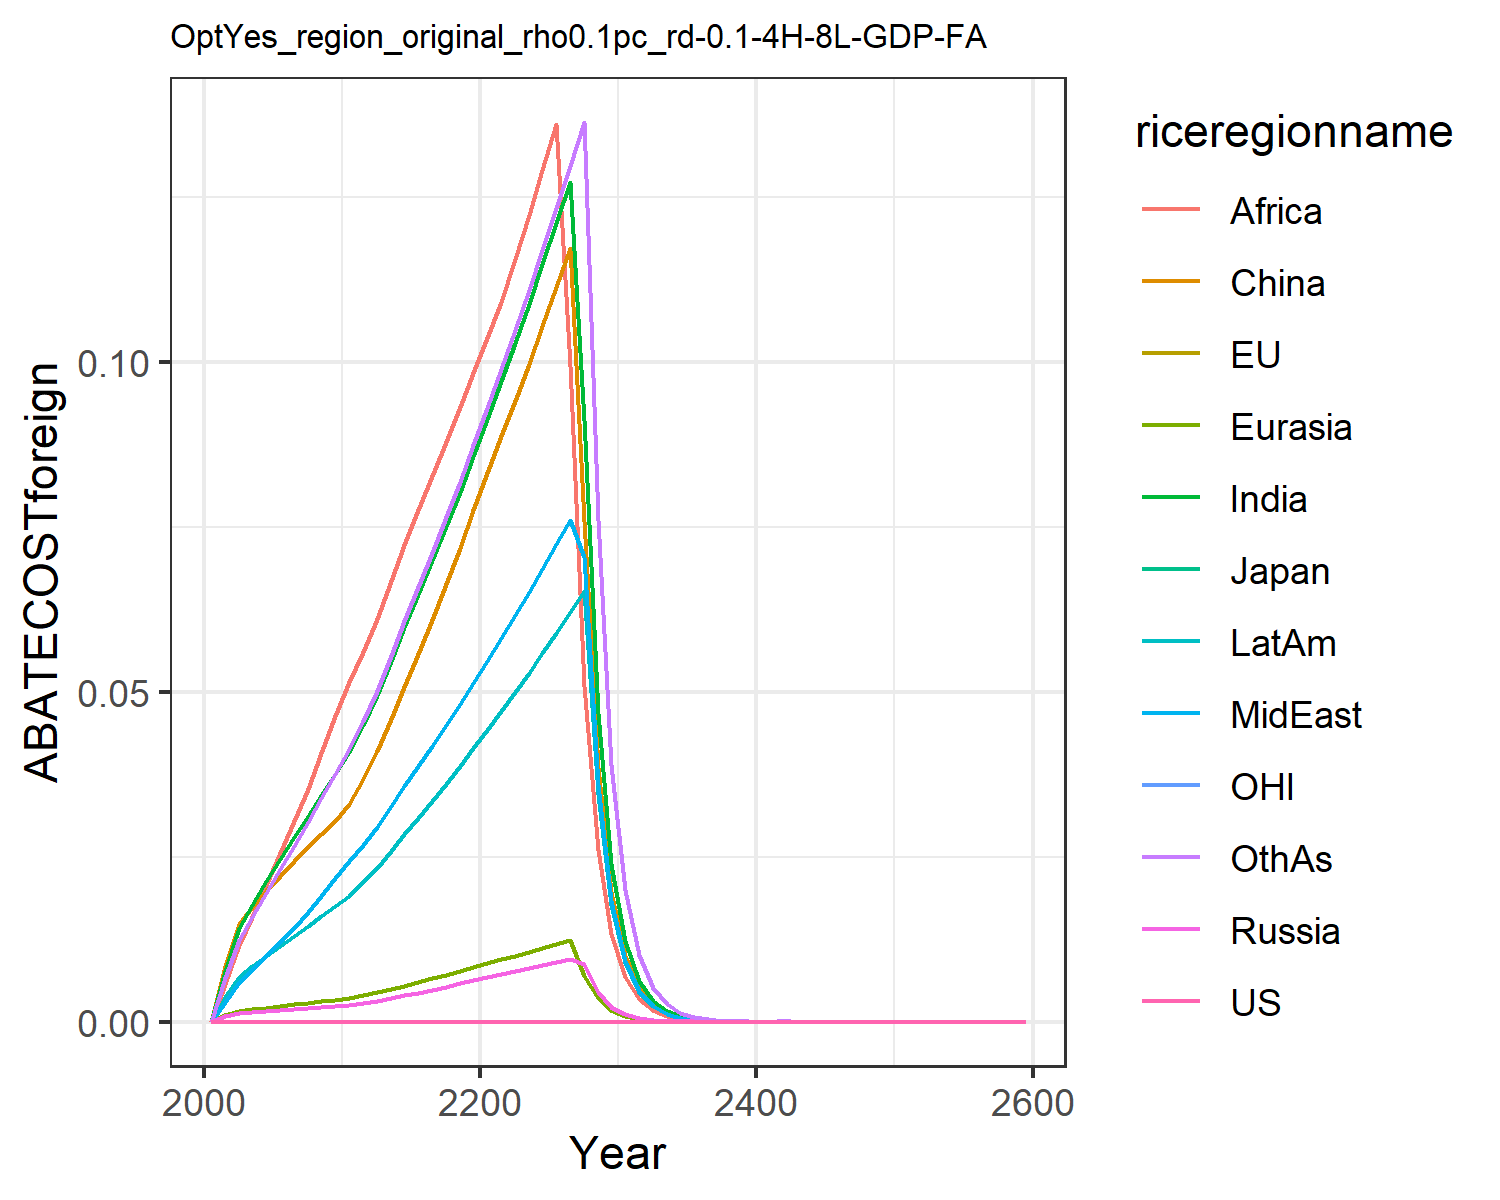 OptYes_region_original_rho0.1pc_rd-0.1-4H-8L-GDP-FA
ABATECOSTforeign
0.10
0.05
0.00
2000 2200 2400 2600
Year
riceregionname
Africa
China
EU
Eurasia
India
Japan
LatAm
MidEast
OHI
OthAs
Russia
US